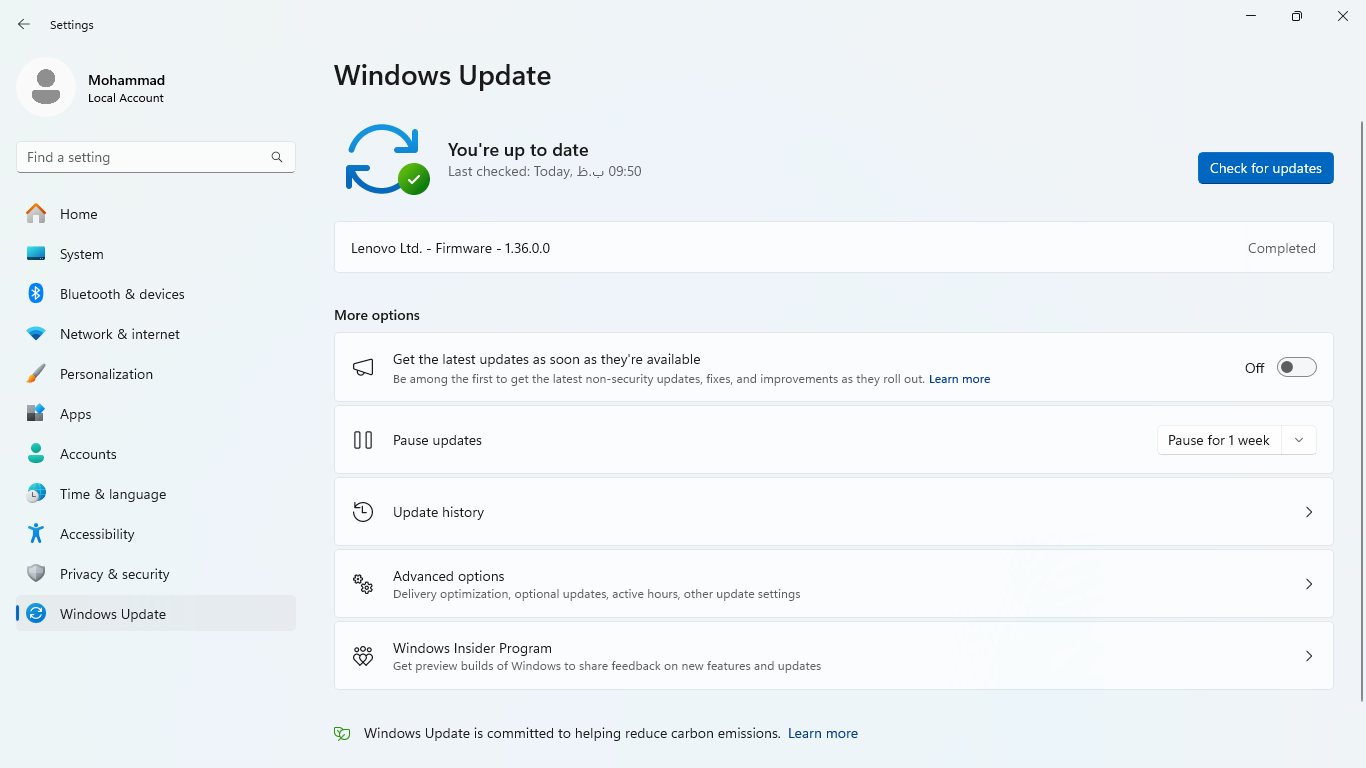 Settings
Mohammad
Local Account
Find a setting
Home
System
Bluetooth & devices
Network & internet
Personalization
Apps
Accounts
Time & language
Accessibility
Privacy & security
Windows Update
Windows Update
You're up to date
Last checked: Today, ب.ظ 09:50
Check for updates
Lenovo Ltd. - Firmware - 1.36.0.0
Completed
More options
Get the latest updates as soon as they're available
Be among the first to get the latest non-security updates, fixes, and improvements as they roll out. Learn more
Off
Pause updates
Pause for 1 week
Update history
Advanced options
Delivery optimization, optional updates, active hours, other update settings
Windows Insider Program
Get preview builds of Windows to share feedback on new features and updates
Windows Update is committed to helping reduce carbon emissions. Learn more